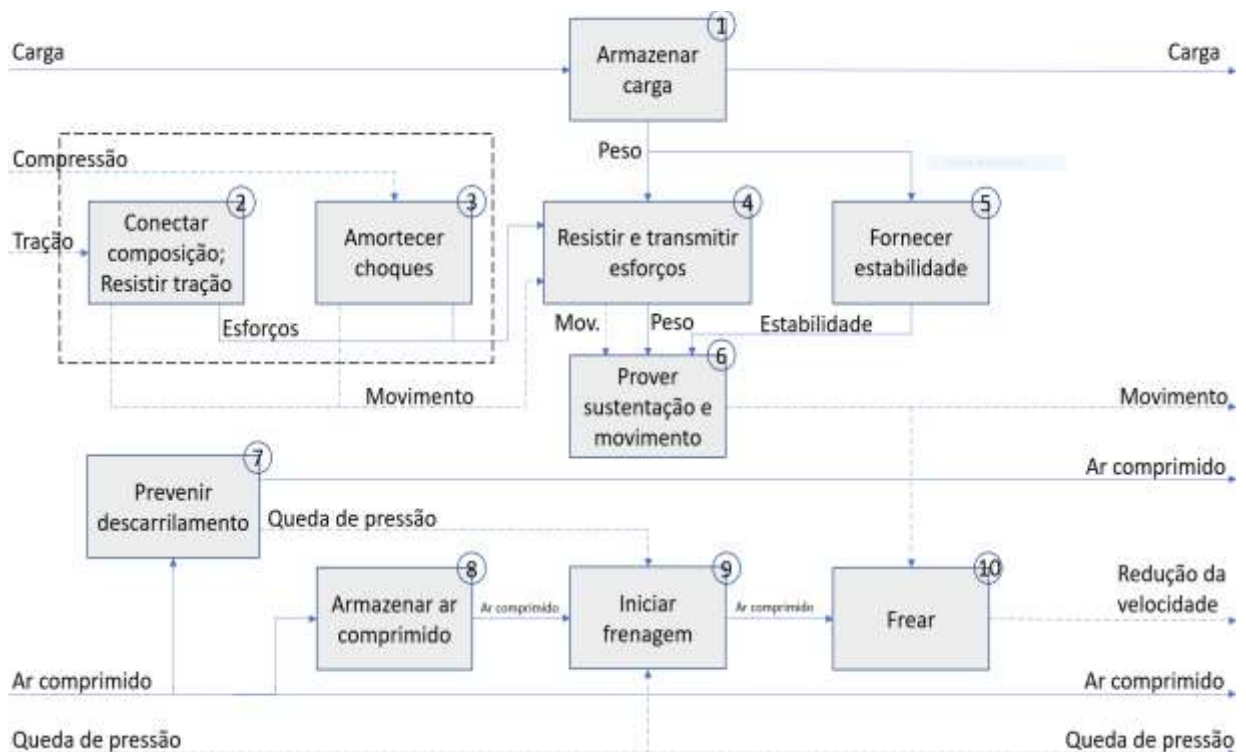 1
Carga
Armazenar
carga
Carga
Compressão
Peso
2
3
4
5
Tração
Conectar
composição;
Resistir tração
Amortecer
choques
Resistir e transmitir
esforços
Fornecer
estabilidade
Esforços
Mov.
Peso
Estabilidade
6
Movimento
Prover
sustentação e
movimento
Movimento
7
Prevenir
descarrilamento
Ar comprimido
Queda de pressão
8
9
10
Armazenar ar
comprimido
Ar comprimido
Iniciar
frenagem
Ar comprimido
Frear
Redução da
velocidade
Ar comprimido
Ar comprimido
Queda de pressão
Queda de pressão